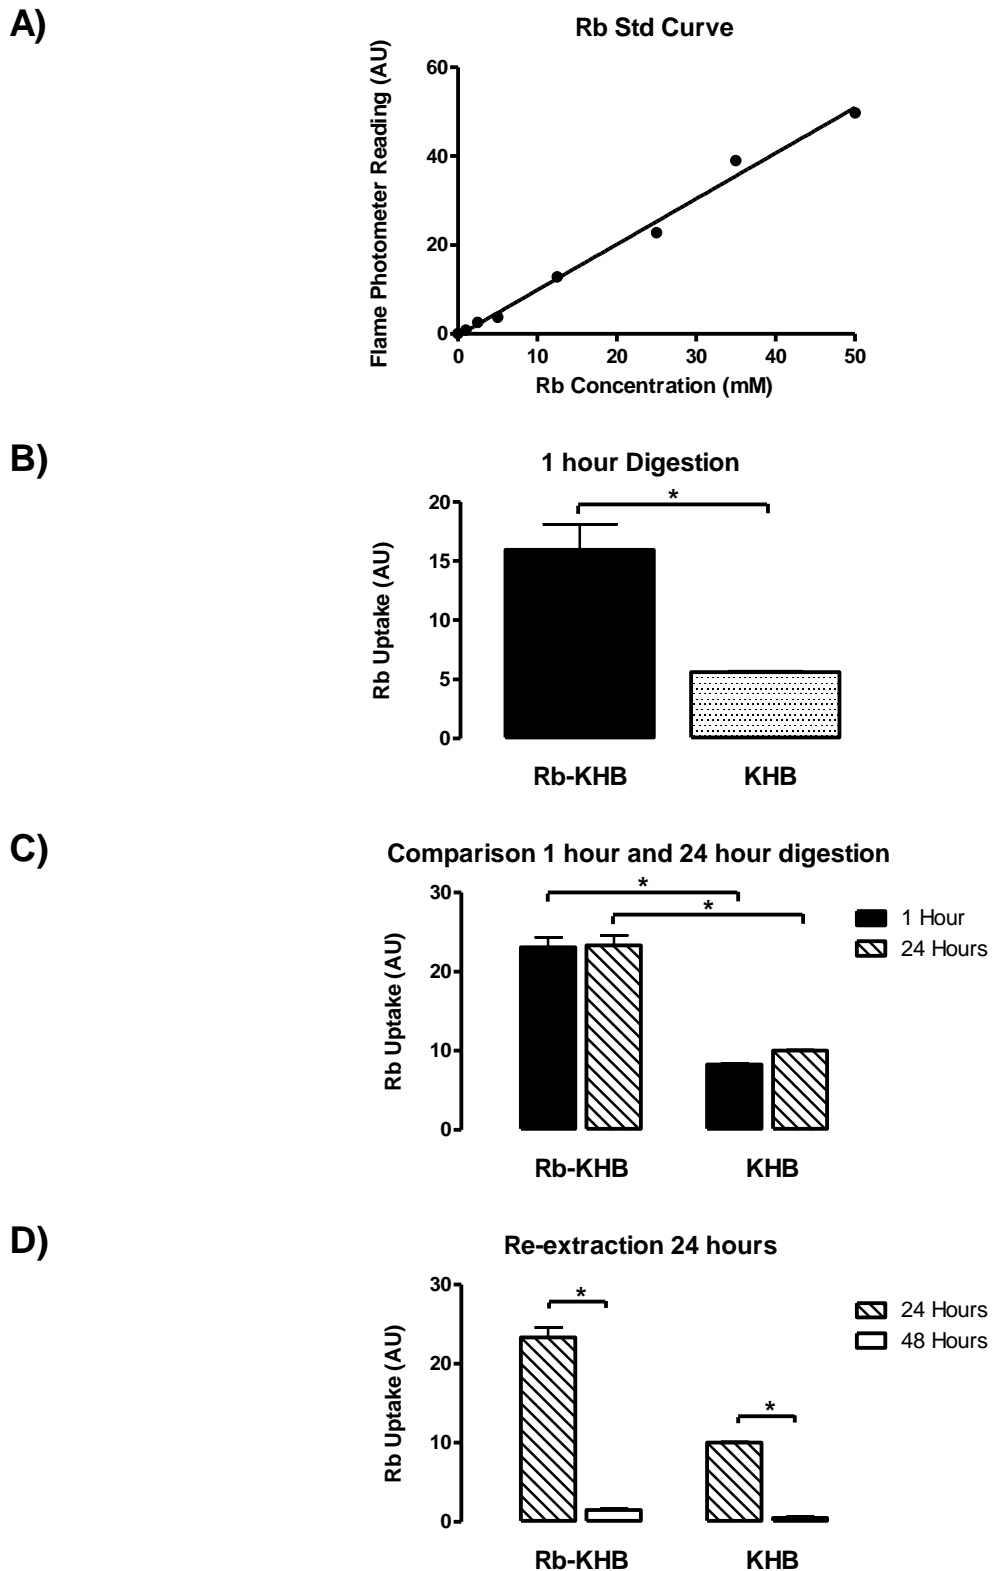 A)
Rb Std Curve
Flame Photometer Reading (AU)
60
40
20
0
0 10 20 30 40 50
Rb Concentration (mM)
B)
1 hour Digestion
*
Rb Uptake (AU)
20
15
10
5
0
Rb-KHB KHB
C)
Comparison 1 hour and 24 hour digestion
*
*
Rb Uptake (AU)
30
20
10
0
1 Hour
24 Hours
Rb-KHB KHB
D)
Re-extraction 24 hours
*
*
Rb Uptake (AU)
30
20
10
0
24 Hours
48 Hours
Rb-KHB KHB